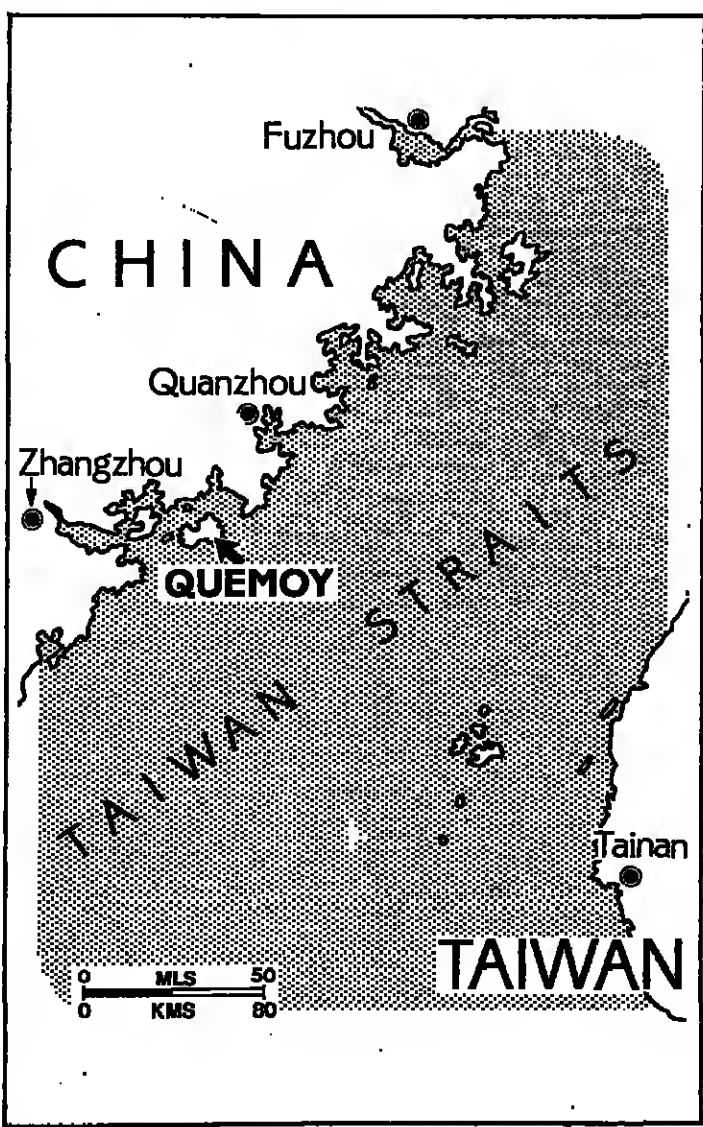 Fuzhou
CHINA
Quanzhou
Zhangzhou
QUEMOY
TAIWAN STRAITS
Tainan
TAIWAN
0 MLS 50
0 KMS 80